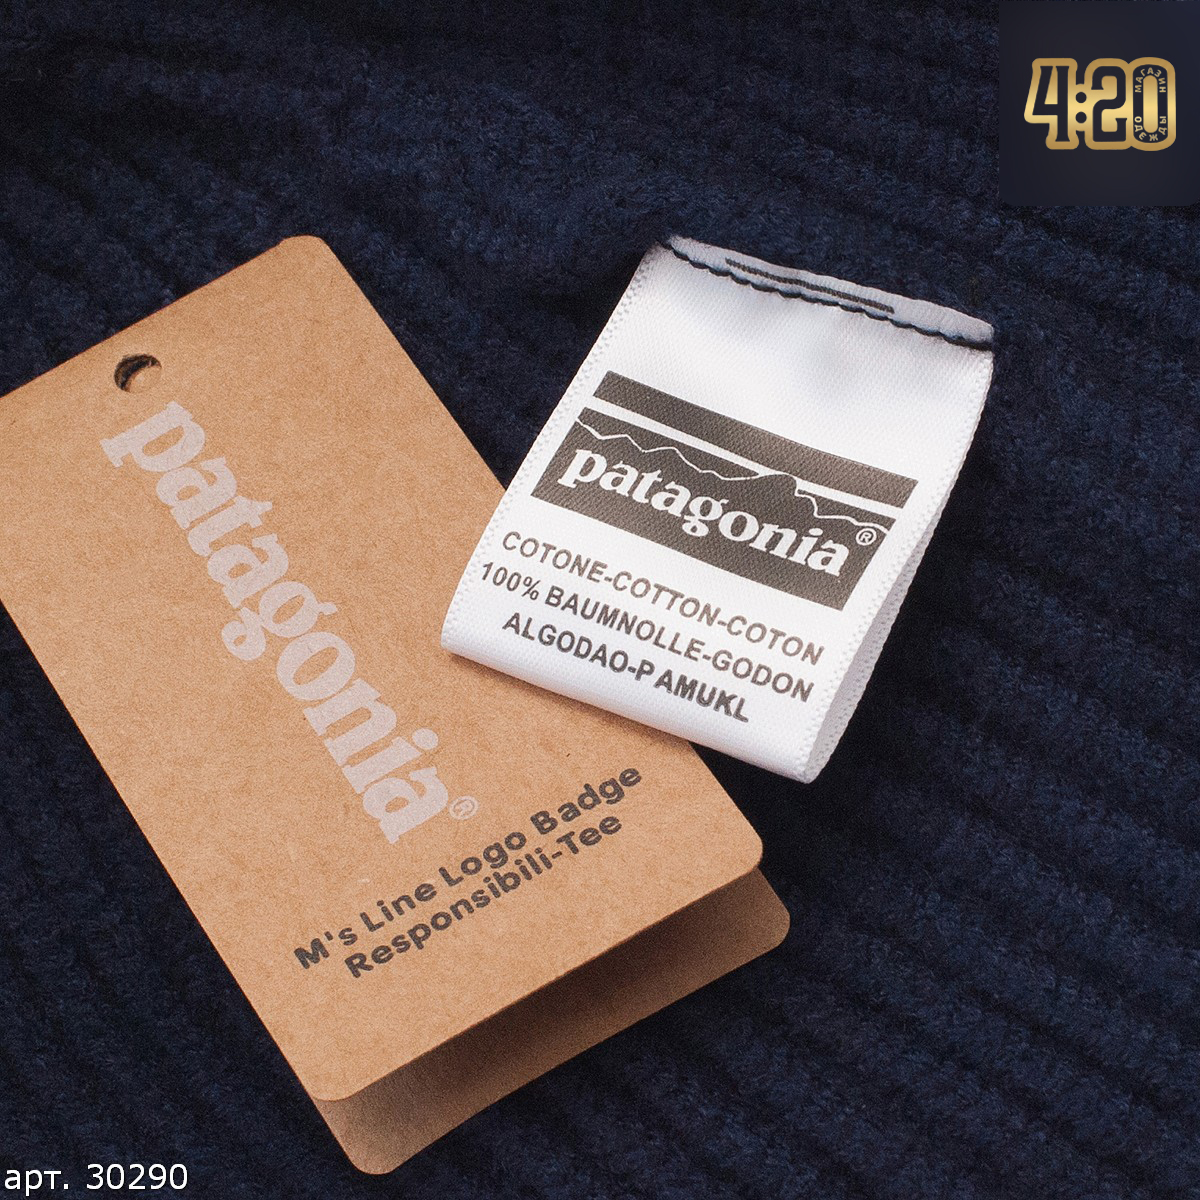 4:20
МАГАЗИН
ОДЕЖДЫ
patagonia®
M's Line Logo Badge
Responsibili-Tee
patagonia®
COTONE-COTTON-COTON
100% BAUMNOLLE-GODON
ALGODAO-PAMUKL
арт. 30290